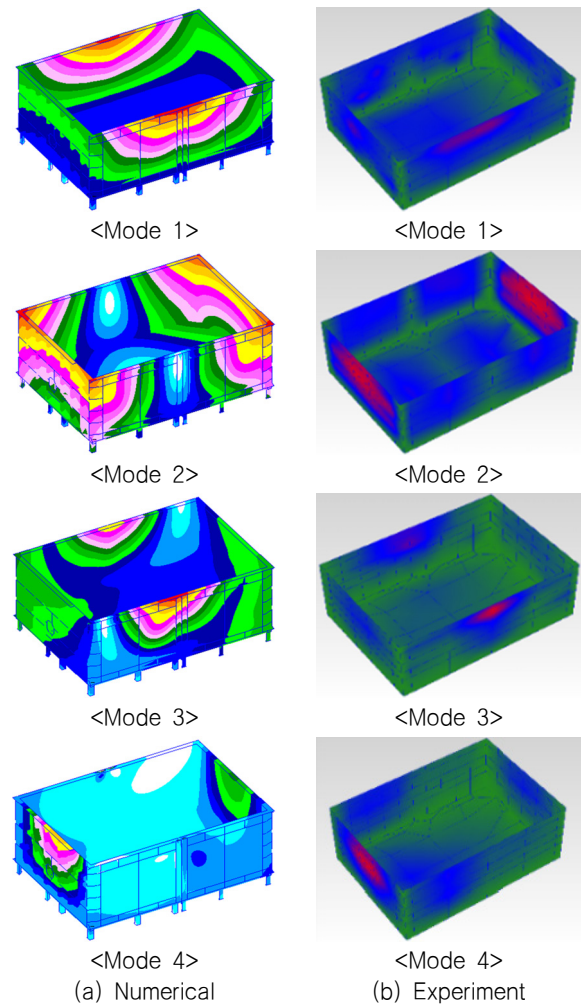 <Mode 1> <Mode 1>
<Mode 2> <Mode 2>
<Mode 3> <Mode 3>
<Mode 4> <Mode 4>
(a) Numerical (b) Experiment